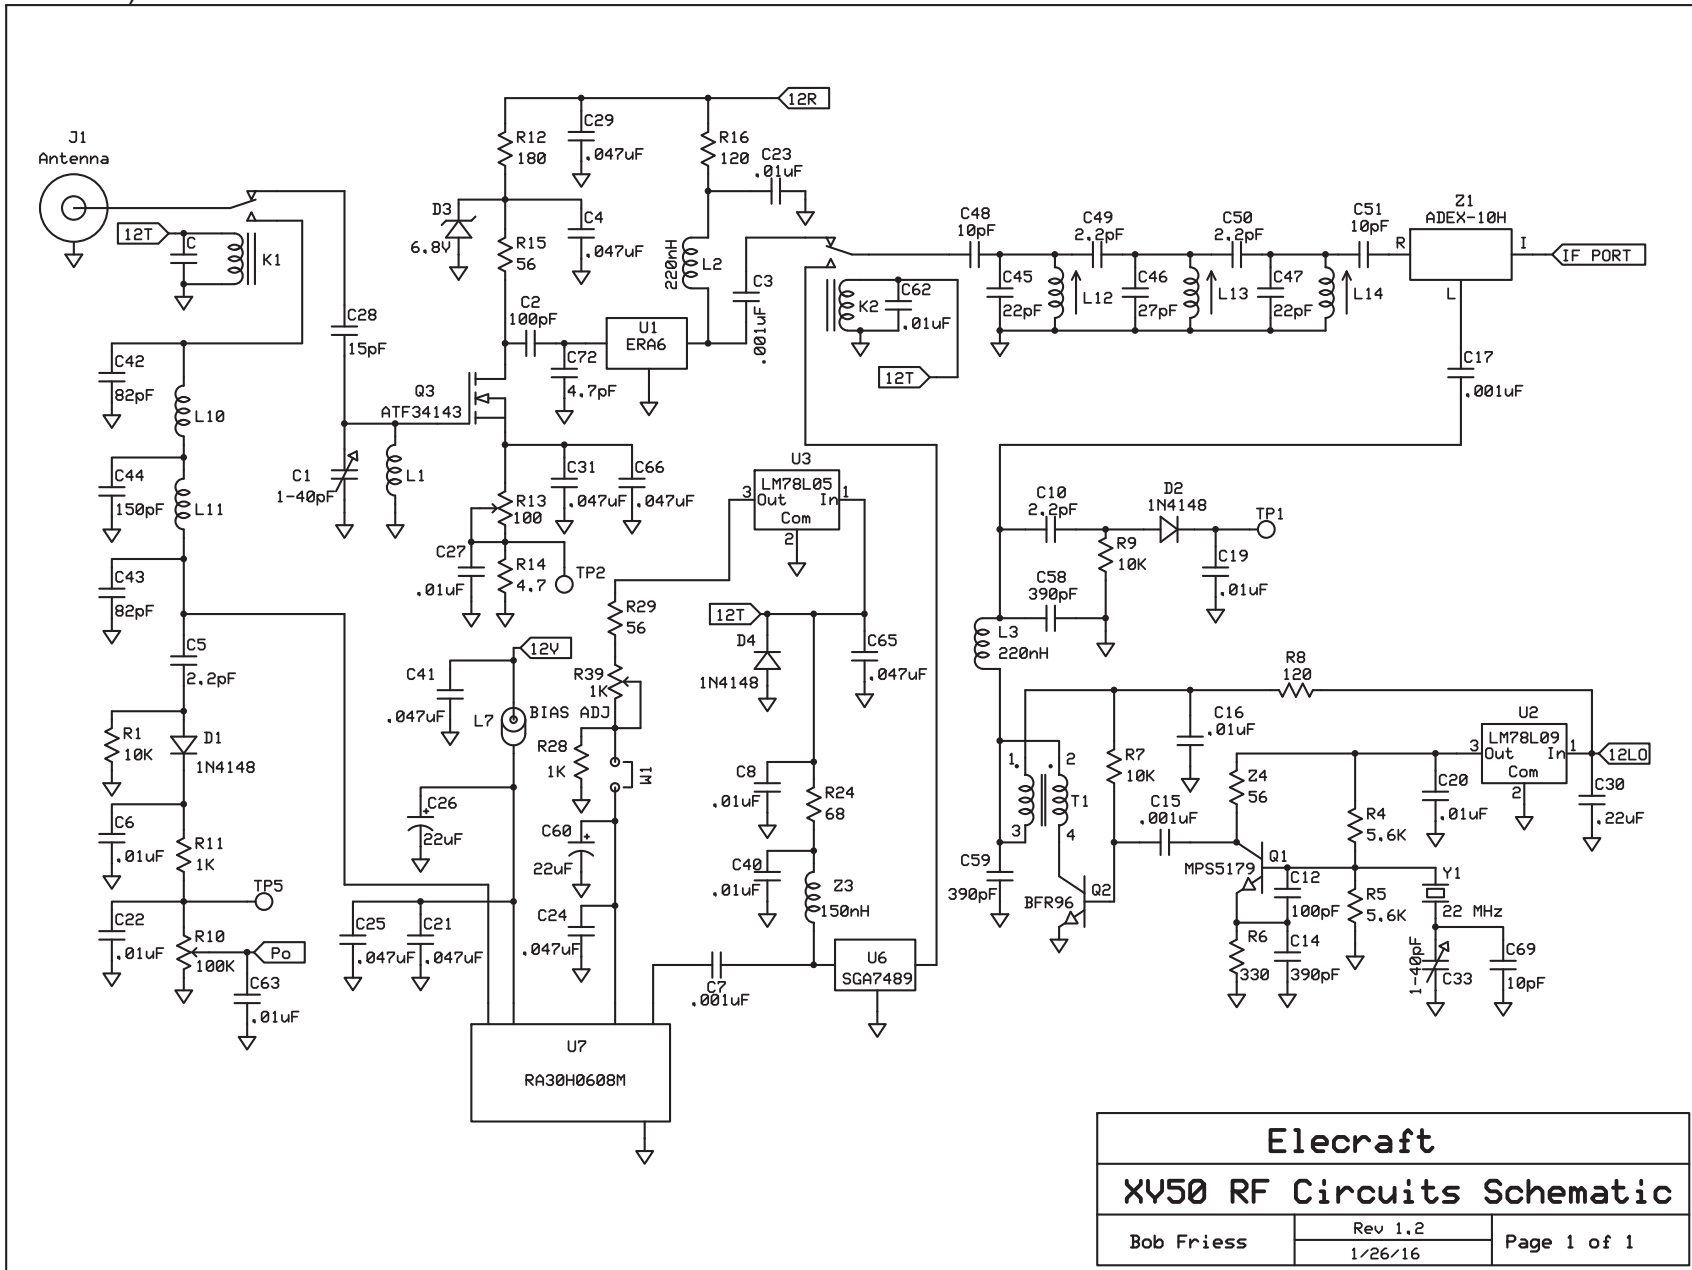 12R
C29
.047uF
R12
180
R16
120
C23
.01uF
J1
Antenna
12T
C
K1
D3
6.8V
C4
.047uF
R15
56
220nH
L2
C3
.001uF
C48
10pF
C49
2.2pF
C50
2.2pF
C51
10pF
Z1
ADEX-10H
R
I
L
IF PORT
K2
C62
.01uF
12T
C45
22pF
L12
C46
27pF
L13
C47
22pF
L14
C28
15pF
C2
100pF
U1
ERA6
C72
4.7pF
C17
.001uF
C42
82pF
L10
Q3
ATF34143
C44
150pF
L11
C1
1-40pF
L1
C31
.047uF
C66
.047uF
R13
100
U3
LM78L05
3
Out
In
1
Com
2
C10
2.2pF
D2
1N4148
TP1
R9
10K
C19
.01uF
C43
82pF
C27
.01uF
R14
4.7
TP2
C58
390pF
R29
56
12T
D4
1N4148
C65
.047uF
L3
220nH
C5
2.2pF
12V
C41
.047uF
L7
R39
1K
BIAS ADJ
R8
120
R1
10K
D1
1N4148
R28
1K
W1
C16
.01uF
U2
LM78L09
3
Out
In
1
Com
2
12LO
1
2
T1
3
4
R7
10K
C15
.001uF
Z4
56
C20
.01uF
C30
.22uF
C8
.01uF
R24
68
C26
+
22uF
C60
+
22uF
C6
.01uF
R11
1K
R4
5.6K
C40
.01uF
Z3
150nH
C59
390pF
Q2
BFR96
Q1
MPS5179
C12
100pF
R5
5.6K
Y1
22 MHz
TP5
C22
.01uF
R10
100K
Po
C63
.01uF
C25
.047uF
C21
.047uF
C24
.047uF
C7
.001uF
U6
SGA7489
R6
330
C14
390pF
1-40pF
C33
C69
10pF
U7
RA30H0608M
Elecraft
XV50 RF Circuits Schematic
Bob Friess
Rev 1.2
1/26/16
Page 1 of 1